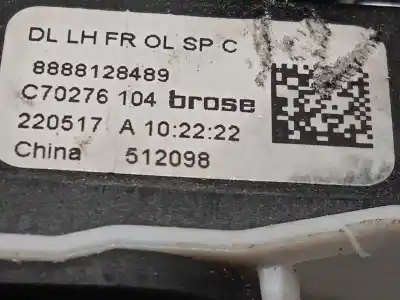 DL LH FR OL SP C
8888128489
C70276 104 brose
220517 A 10:22:22
China 512098